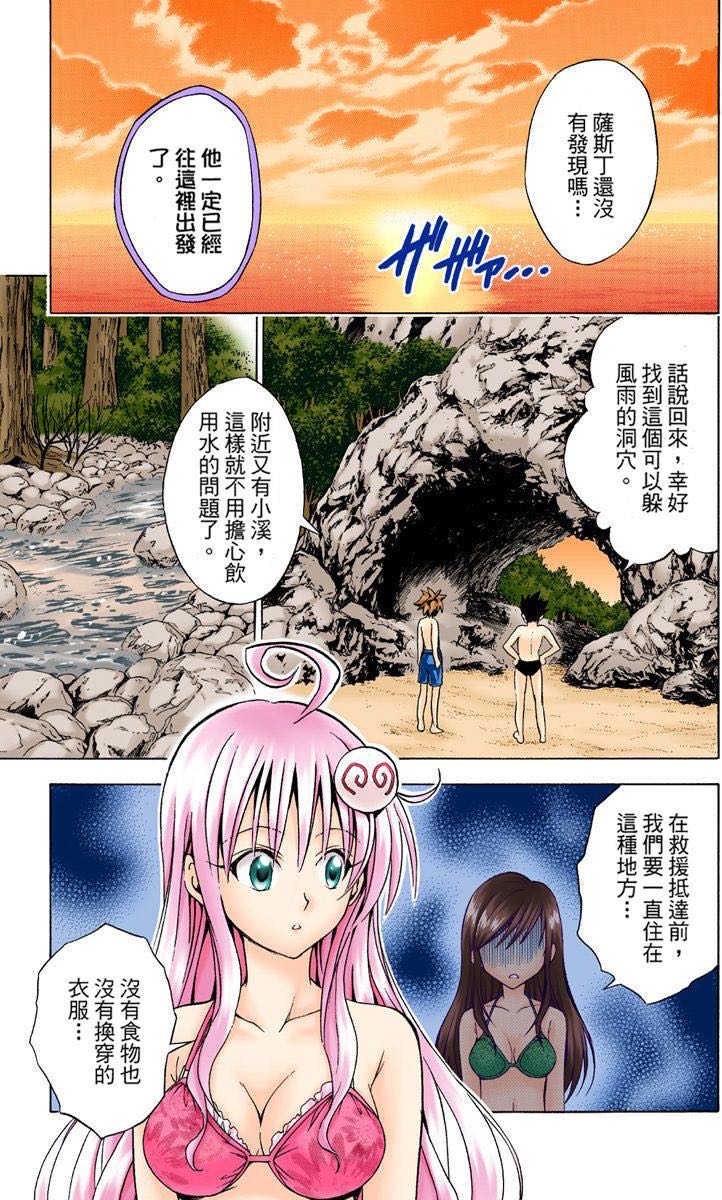 薩斯丁還沒
有發現嗎…
他一定已經
往這裡出發
了。
ザザァ…
話說回來，幸好
找到這個可以躲
風雨的洞穴。
附近又有小溪，
這樣就不用擔心飲
用水的問題了。
在救援抵達前，
我們要一直住在
這種地方…
沒有食物也
沒有換穿的
衣服…